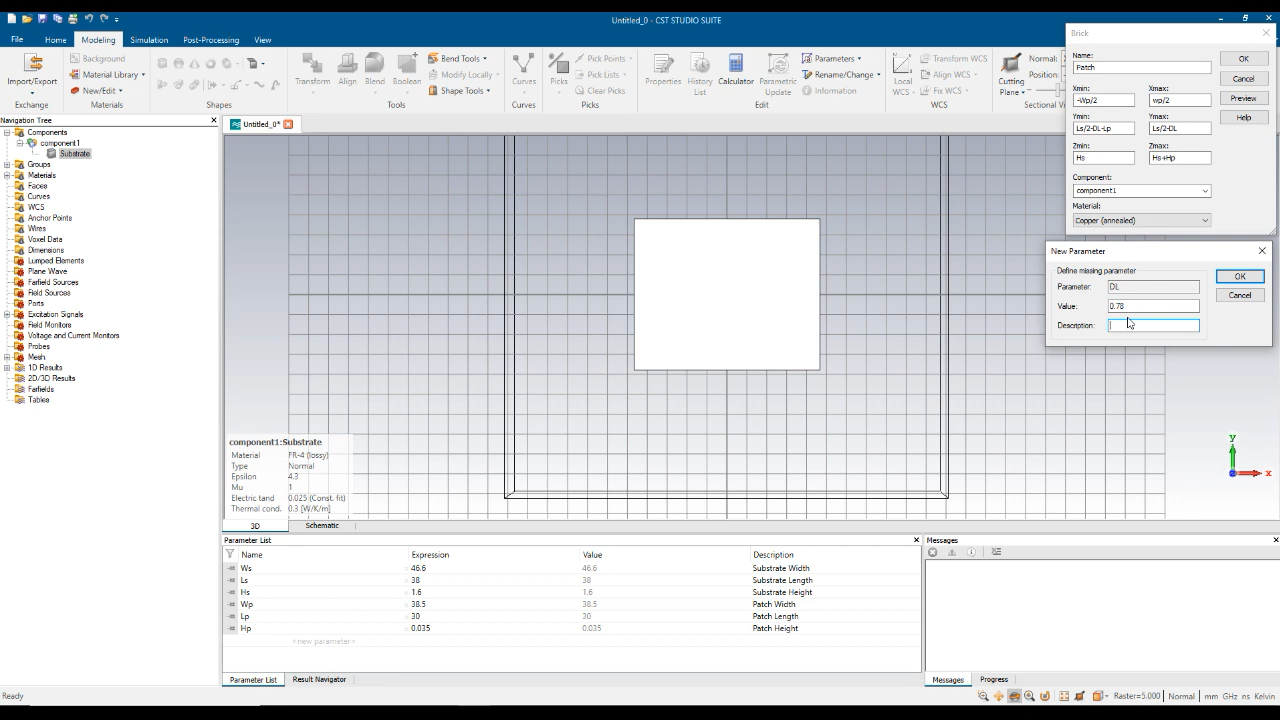 Untitled_0 - CST STUDIO SUITE
File
Home
Modeling
Simulation
Post-Processing
View
Import/Export
Exchange
Background
Material Library
New/Edit
Materials
Shapes
Transform
Align
Blend
Boolean
Bend Tools
Modify Locally
Shape Tools
Tools
Curves
Curves
Picks
Pick Points
Pick Lists
Clear Picks
Picks
Properties
History
List
Calculator
Parametric
Update
Parameters
Rename/Change
Information
Edit
Local
WCS
Transform WCS
Align WCS
Fix WCS
WCS
Cutting
Plane
Normal:
Position:
Sectional
Navigation Tree
Components
component1
Substrate
Groups
Materials
Faces
Curves
WCS
Anchor Points
Wires
Voxel Data
Dimensions
Lumped Elements
Plane Wave
Farfield Sources
Field Sources
Ports
Excitation Signals
Field Monitors
Voltage and Current Monitors
Probes
Mesh
1D Results
2D/3D Results
Farfields
Tables
Untitled_0*
component1:Substrate
Material FR-4 (lossy)
Type Normal
Epsilon 4.3
Mu 1
Electric tand 0.025 (Const. fit)
Thermal cond. 0.3 [W/K/m]
y
x
3D
Schematic
Brick
Name:
Patch
OK
Cancel
Preview
Help
Xmin: Xmax:
-Wp/2 wp/2
Ymin: Ymax:
Ls/2-DL-Lp Ls/2-DL
Zmin: Zmax:
Hs Hs+Hp
Component:
component1
Material:
Copper (annealed)
New Parameter
Define missing parameter
Parameter: DL
Value: 0.78
Description:
OK
Cancel
Parameter List
Name Expression Value Description
Ws = 46.6 46.6 Substrate Width
Ls = 38 38 Substrate Length
Hs = 1.6 1.6 Substrate Height
Wp = 38.5 38.5 Patch Width
Lp = 30 30 Patch Length
Hp = 0.035 0.035 Patch Height
<new parameter>
Parameter List
Result Navigator
Messages
Messages
Progress
Ready
Raster=5.000 Normal mm GHz ns Kelvin